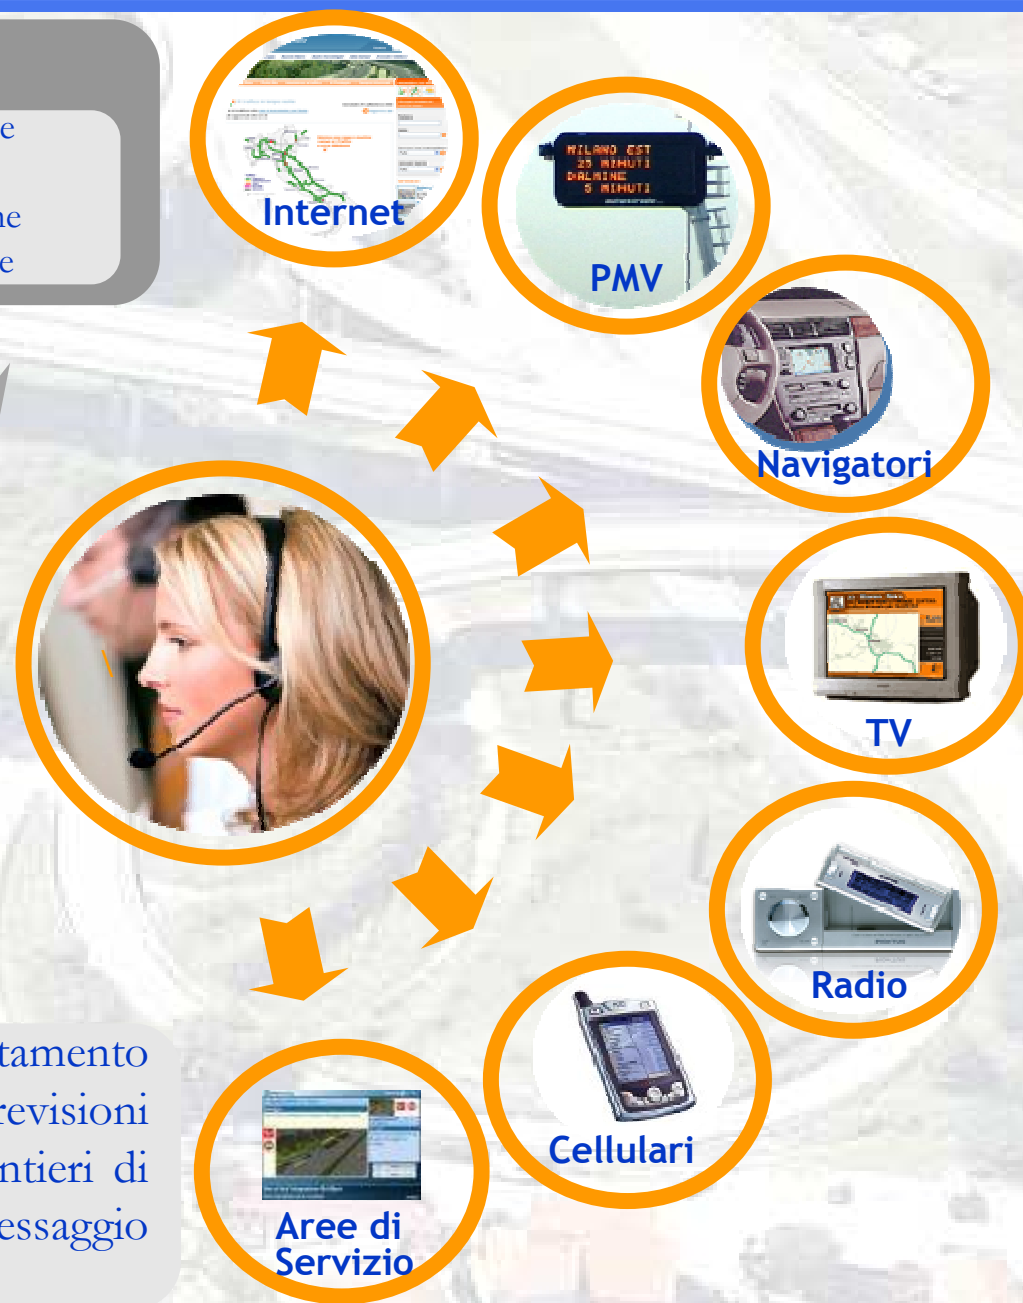 e
ne
e
Internet
MILANO EST
25 MINUTI
DALMINE
5 MINUTI
PMV
Navigatori
TV
Radio
Cellulari
tamento
revisioni
ntieri di
essaggio
Aree di
Servizio